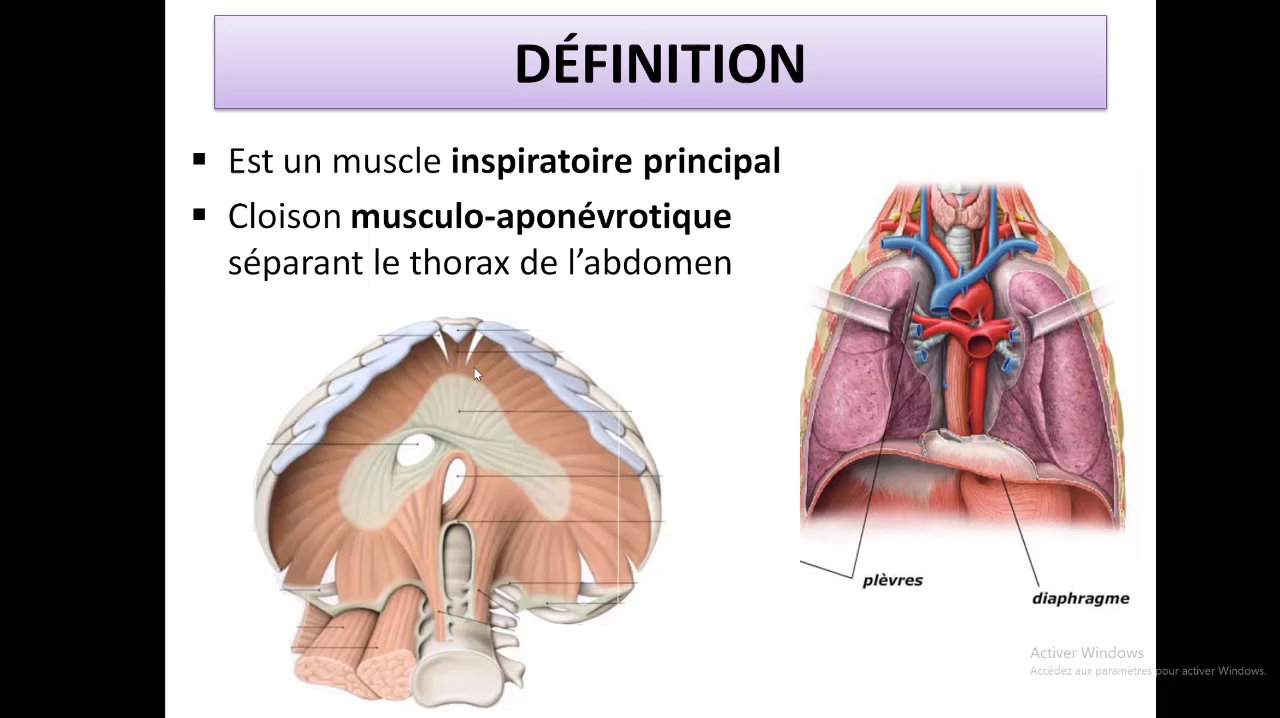 DÉFINITION
▪ Est un muscle inspiratoire principal
▪ Cloison musculo-aponévrotique
séparant le thorax de l’abdomen
plèvres
diaphragme
Activer Windows
Accédez aux paramètres pour activer Windows.